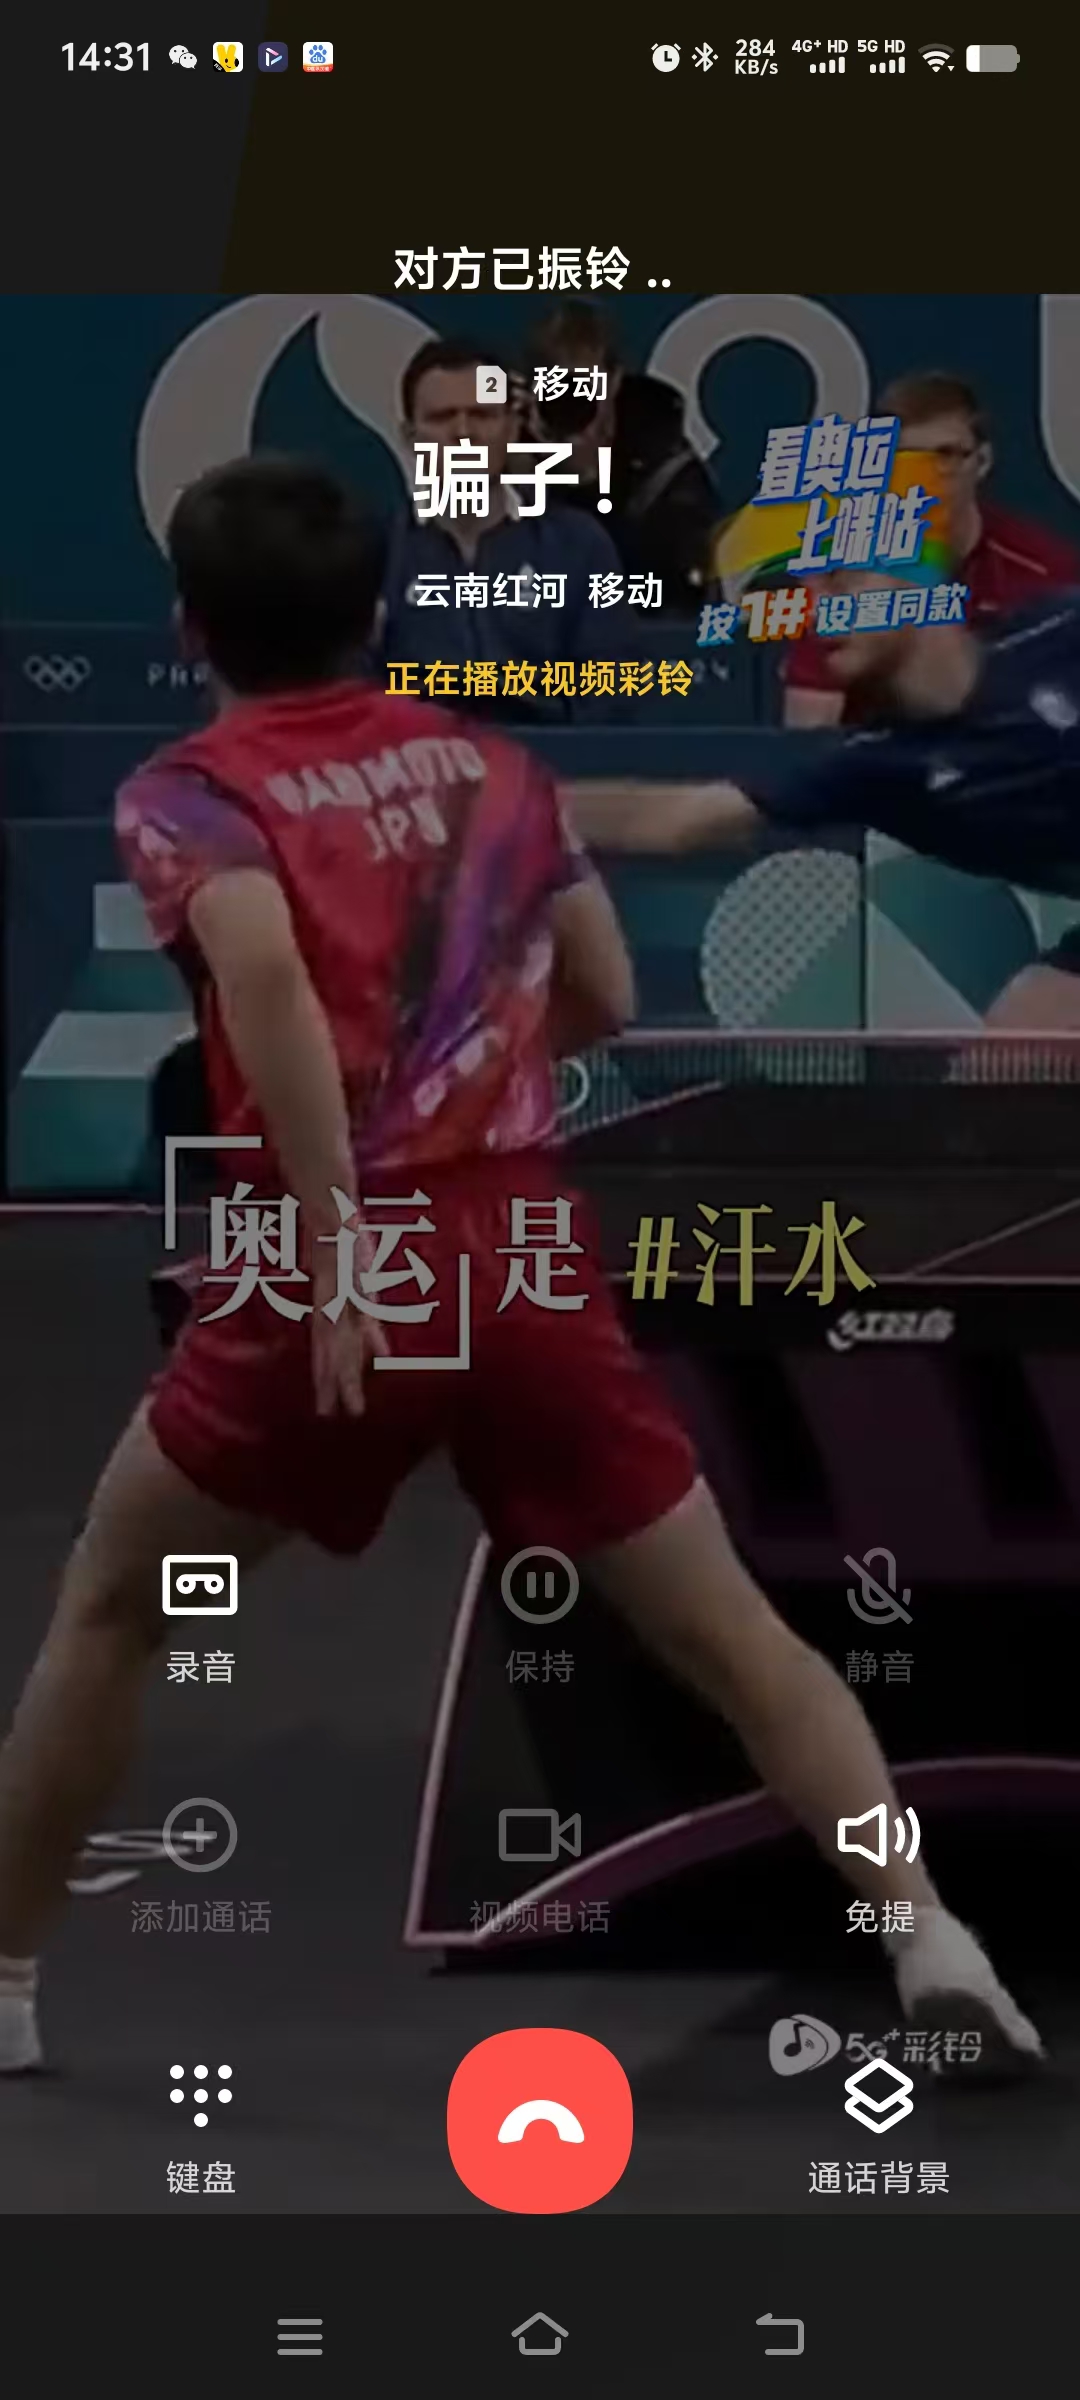 14:31
284 KB/s
4G+ HD 5G HD
对方已振铃 ..
2 移动
骗子！
云南红河 移动
正在播放视频彩铃
看奥运
上咪咕
按1#设置同款
JPN
「奥运」是 #汗水
红双喜
录音
保持
静音
添加通话
视频电话
免提
5G++彩铃
键盘
通话背景